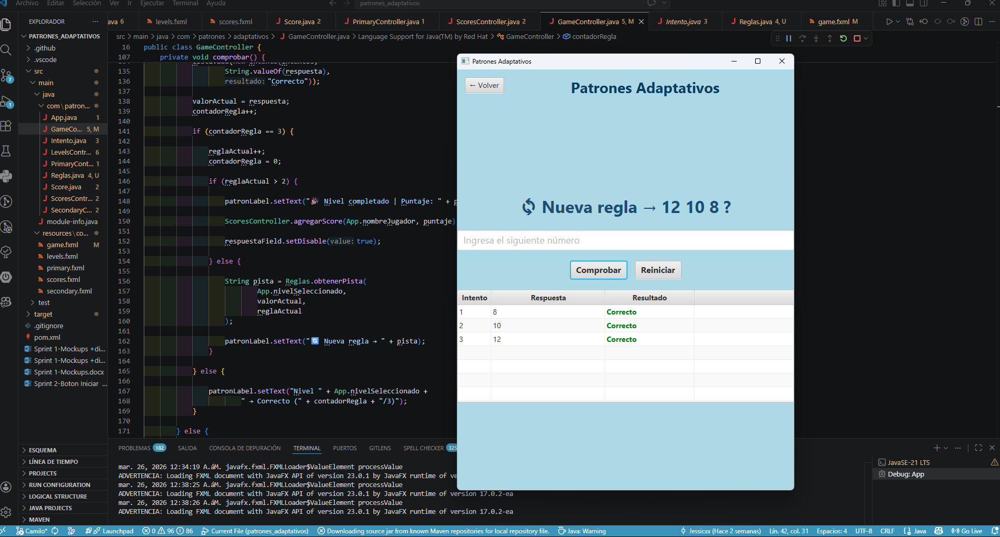 Archivo Editar Selección Ver Ir Ejecutar Terminal Ayuda
patrones_adaptativos
EXPLORADOR
PATRONES_ADAPTATIVOS
.github
.vscode
src
main
java
com\patron...
App.java 1
GameCo... 5, M
Intento.java 3
LevelsContr... 6
PrimaryCont... 1
Reglas.java 4, U
Score.java 2
ScoresContr... 2
SecondaryC... 2
module-info.java
resources\co...
game.fxml M
levels.fxml
primary.fxml
scores.fxml
secondary.fxml
test
target
.gitignore
pom.xml
Sprint 1-Mockups +di...
Sprint 1-Mockups +di...
Sprint 1-Mockups.docx
Sprint 2-Boton Iniciar ...
ESQUEMA
LÍNEA DE TIEMPO
PROJECTS
RUN CONFIGURATION
LOGICAL STRUCTURE
JAVA PROJECTS
MAVEN
7
1
ava 6 levels.fxml scores.fxml Score.java 2 PrimaryController.java 1 ScoresController.java 2 GameController.java 5, M Intento.java 3 Reglas.java 4, U game.fxml M
src > main > java > com > patrones > adaptativos > GameController.java > Language Support for Java(TM) by Red Hat > GameController > contadorRegla
16 public class GameController {
107 private void comprobar() {
135 String.valueOf(respuesta),
136 resultado: "Correcto"));
137
138 valorActual = respuesta;
139 contadorRegla++;
140
141 if (contadorRegla == 3) {
142
143 reglaActual++;
144 contadorRegla = 0;
145
146 if (reglaActual > 2) {
147
148 patronLabel.setText("🎉 Nivel completado | Puntaje: " + p
149
150 ScoresController.agregarScore(App.nombreJugador, puntaje)
151
152 respuestaField.setDisable(value: true);
153
154 } else {
155
156 String pista = Reglas.obtenerPista(
157 App.nivelSeleccionado,
158 valorActual,
159 reglaActual
160 );
161
162 patronLabel.setText("🔄 Nueva regla → " + pista);
163 }
164
165 } else {
166
167 patronLabel.setText("Nivel " + App.nivelSeleccionado +
168 " → Correcto (" + contadorRegla + "/3)");
169 }
170
171 } else {
Patrones Adaptativos
← Volver
Patrones Adaptativos
🔄 Nueva regla → 12 10 8 ?
Ingresa el siguiente número
Comprobar Reiniciar
Intento Respuesta Resultado
1 8 Correcto
2 10 Correcto
3 12 Correcto
PROBLEMAS 182 SALIDA CONSOLA DE DEPURACIÓN TERMINAL PUERTOS GITLENS SPELL CHECKER 325
mar. 26, 2026 12:34:19 A.áM. javafx.fxml.FXMLLoader$ValueElement processValue
ADVERTENCIA: Loading FXML document with JavaFX API of version 23.0.1 by JavaFX runtime of ve
mar. 26, 2026 12:38:25 A.áM. javafx.fxml.FXMLLoader$ValueElement processValue
ADVERTENCIA: Loading FXML document with JavaFX API of version 23.0.1 by JavaFX runtime of version 17.0.2-ea
mar. 26, 2026 12:38:26 A.áM. javafx.fxml.FXMLLoader$ValueElement processValue
ADVERTENCIA: Loading FXML document with JavaFX API of version 23.0.1 by JavaFX runtime of version 17.0.2-ea
JavaSE-21 LTS
Debug: App
Camilo* Launchpad 0 96 86 Current File (patrones_adaptativos) Downloading source jar from known Maven repositories for local repository file. Java: Warning Jessicxx (Hace 2 semanas) Lín. 42, col. 31 Espacios: 4 UTF-8 CRLF { } Java Go Live